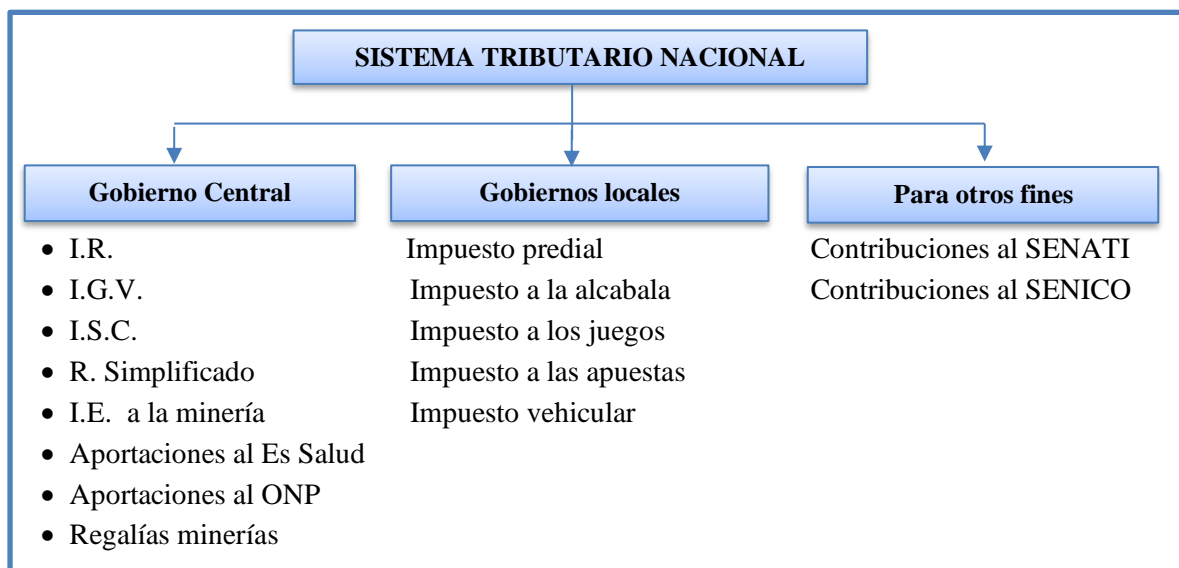 SISTEMA TRIBUTARIO NACIONAL
Gobierno Central
• I.R.
• I.G.V.
• I.S.C.
• R. Simplificado
• I.E. a la minería
• Aportaciones al Es Salud
• Aportaciones al ONP
• Regalías minerías
Gobiernos locales
Impuesto predial
Impuesto a la alcabala
Impuesto a los juegos
Impuesto a las apuestas
Impuesto vehicular
Para otros fines
Contribuciones al SENATI
Contribuciones al SENICO